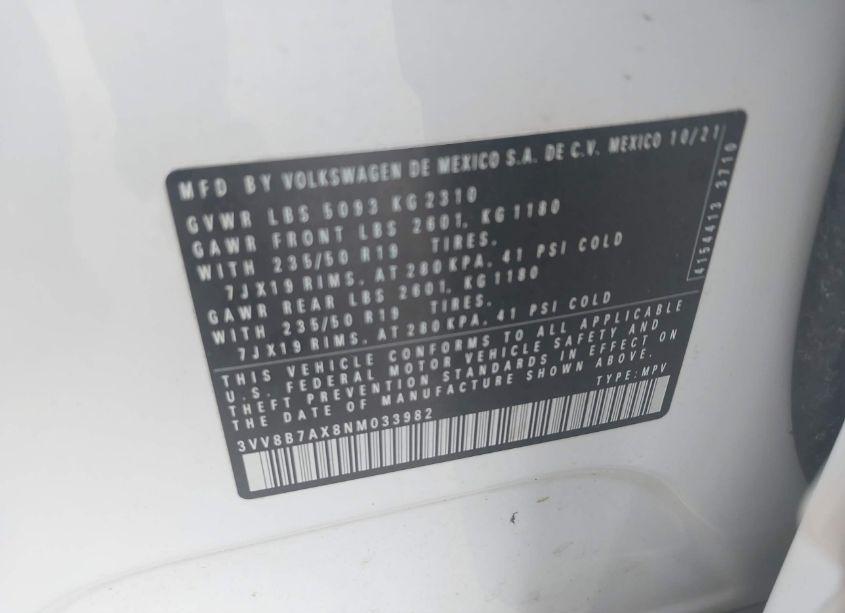 MFD BY VOLKSWAGEN DE MEXICO S.A. DE C.V. MEXICO 10/21
GVWR LBS 5093 KG 2310
GAWR FRONT LBS 2601, KG 1180
WITH 235/50 R19 TIRES,
7JX19 RIMS, AT 280 KPA, 41 PSI COLD
GAWR REAR LBS 2601, KG 1180
WITH 235/50 R19 TIRES,
7JX19 RIMS, AT 280 KPA, 41 PSI COLD
THIS VEHICLE CONFORMS TO ALL APPLICABLE
U.S. FEDERAL MOTOR VEHICLE SAFETY AND
THEFT PREVENTION STANDARDS IN EFFECT ON
THE DATE OF MANUFACTURE SHOWN ABOVE.
TYPE: MPV
3VV8B7AX8NM033982
4154413 3710